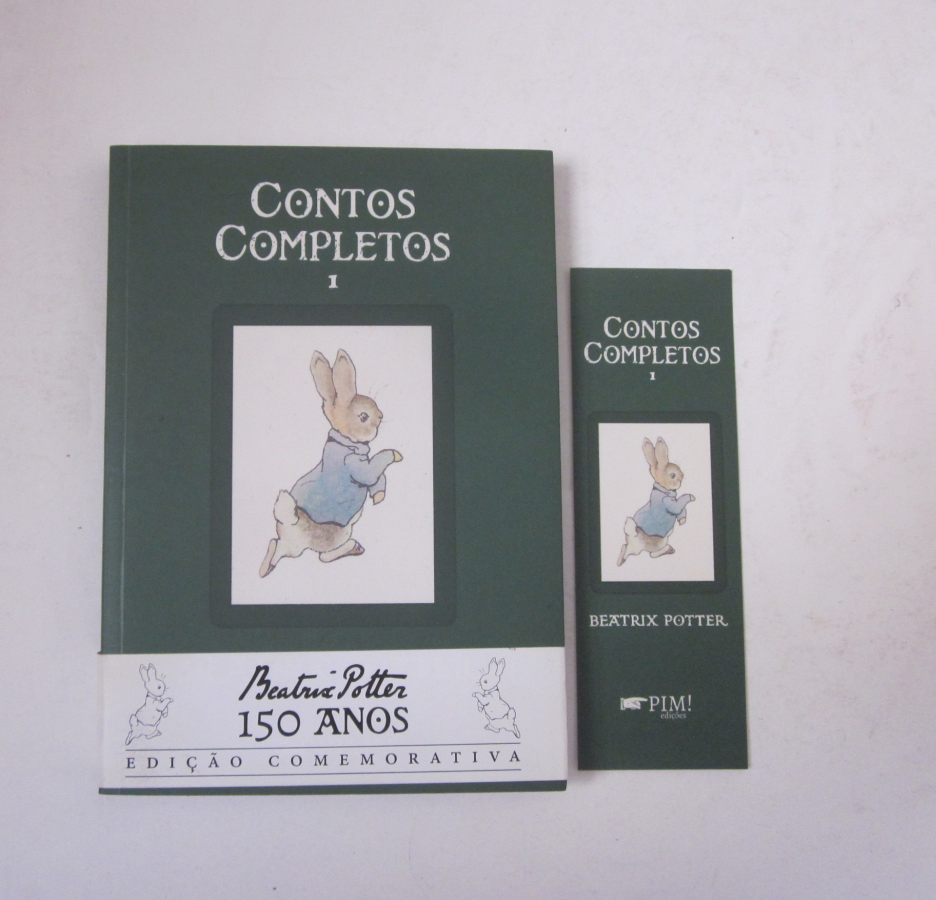 CONTOS
COMPLETOS
1
Beatrix Potter
150 ANOS
EDIÇÃO COMEMORATIVA
CONTOS
COMPLETOS
1
BEATRIX POTTER
PIM!
edições